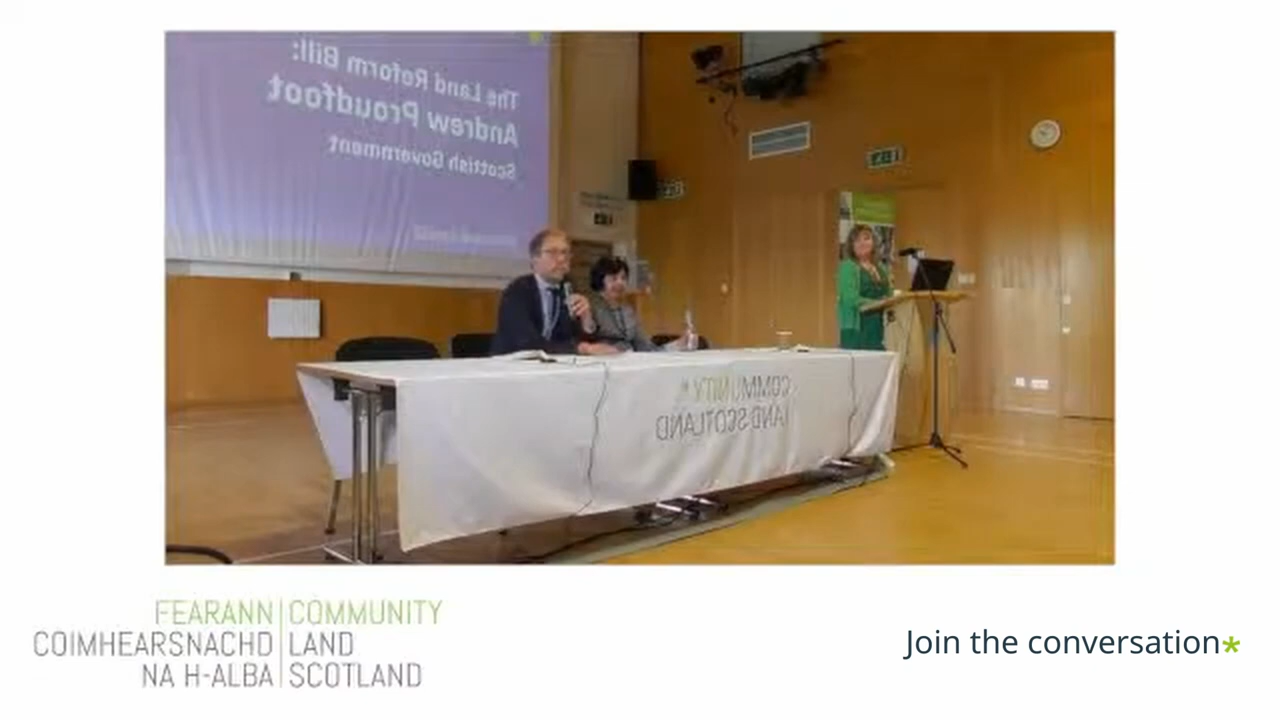 The Land Reform Bill:
Andrew Proudfoot
Scottish Government
COMMUNITY
LAND SCOTLAND
FEARANN COMMUNITY
COIMHEARSNACHD LAND
NA H-ALBA SCOTLAND
Join the conversation*